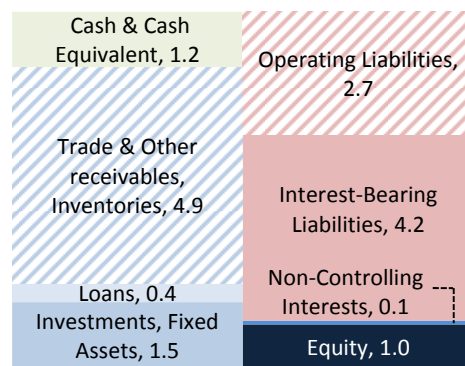 Cash & Cash
Equivalent, 1.2
Trade & Other
receivables,
Inventories, 4.9
Loans, 0.4
Investments, Fixed
Assets, 1.5
Operating Liabilities,
2.7
Interest-Bearing
Liabilities, 4.2
Non-Controlling
Interests, 0.1
Equity, 1.0